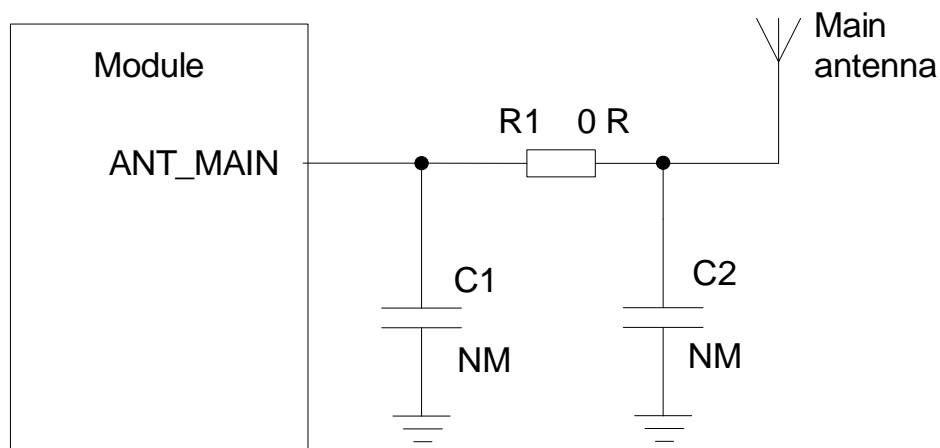 Main
antenna
Module
R1 0 R
ANT_MAIN
C1
C2
NM
NM